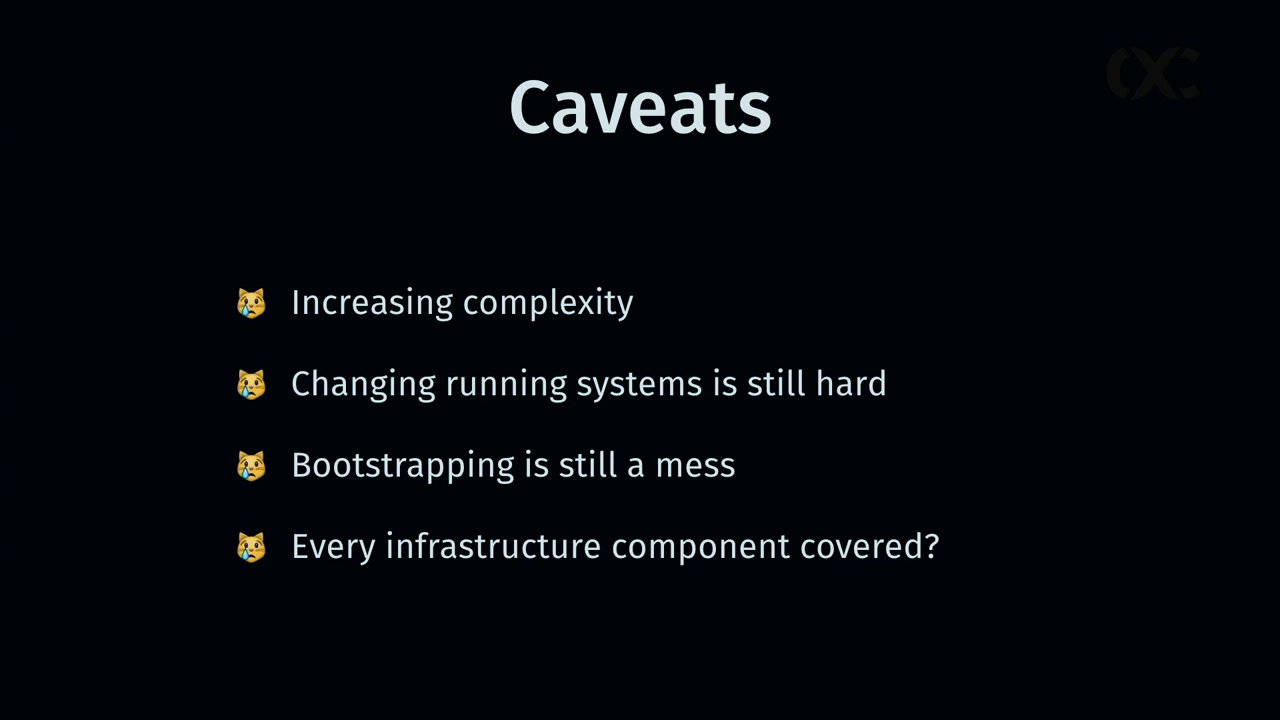 Caveats
😿 Increasing complexity
😿 Changing running systems is still hard
😿 Bootstrapping is still a mess
😿 Every infrastructure component covered?